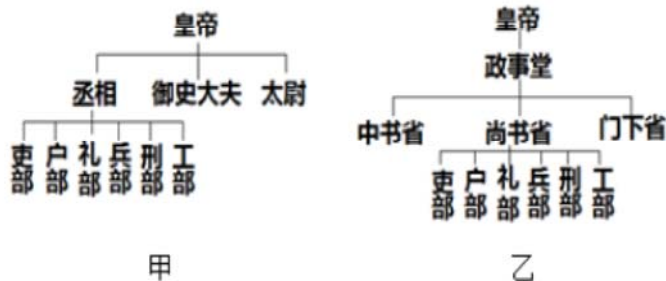 皇帝
丞相 御史大夫 太尉
吏部 户部 礼部 兵部 刑部 工部
甲
皇帝
政事堂
中书省 尚书省 门下省
吏部 户部 礼部 兵部 刑部 工部
乙